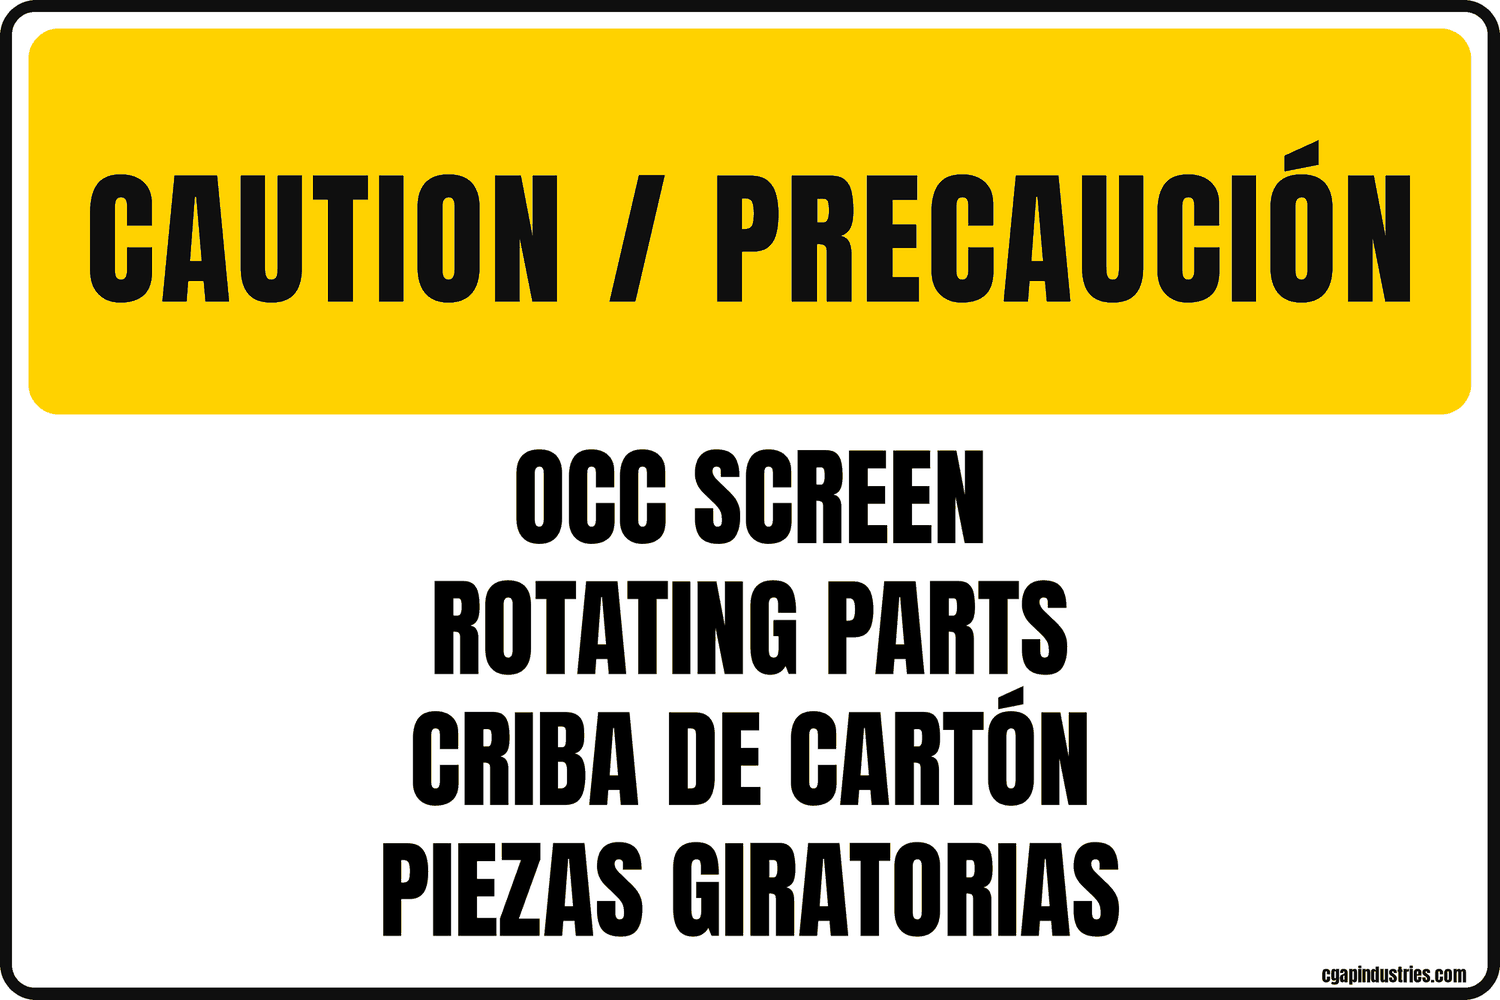 CAUTION / PRECAUCIÓN
OCC SCREEN
ROTATING PARTS
CRIBA DE CARTÓN
PIEZAS GIRATORIAS
cgapindustries.com